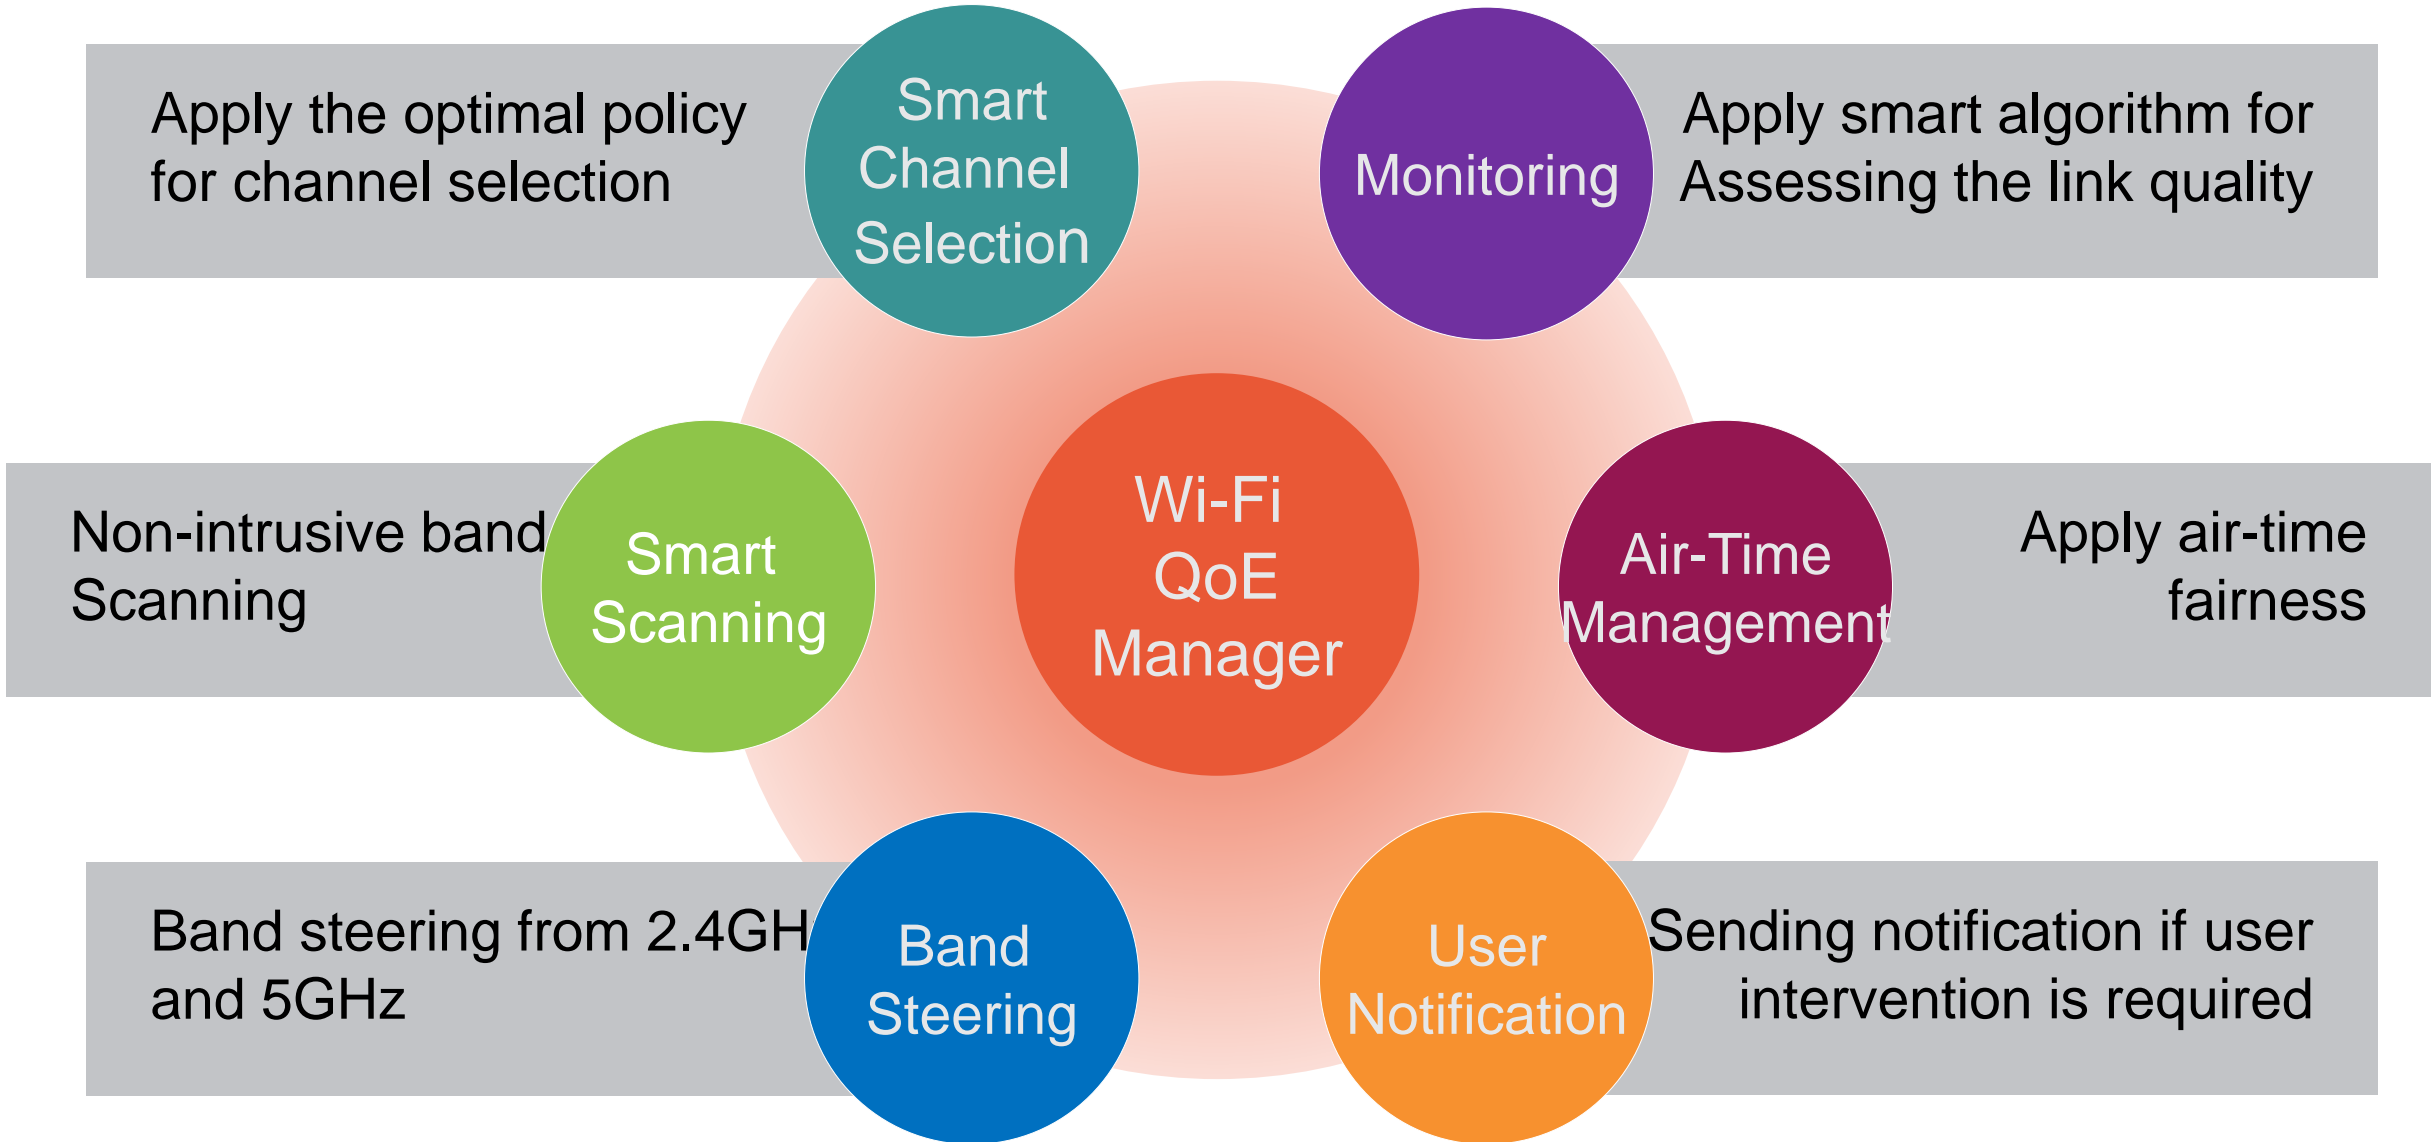 Apply the optimal policy
for channel selection
Smart
Channel
Selection
Monitoring
Apply smart algorithm for
Assessing the link quality
Non-intrusive band
Scanning
Smart
Scanning
Wi-Fi
QoE
Manager
Air-Time
Management
Apply air-time
fairness
Band steering from 2.4GH
and 5GHz
Band
Steering
User
Notification
Sending notification if user
intervention is required